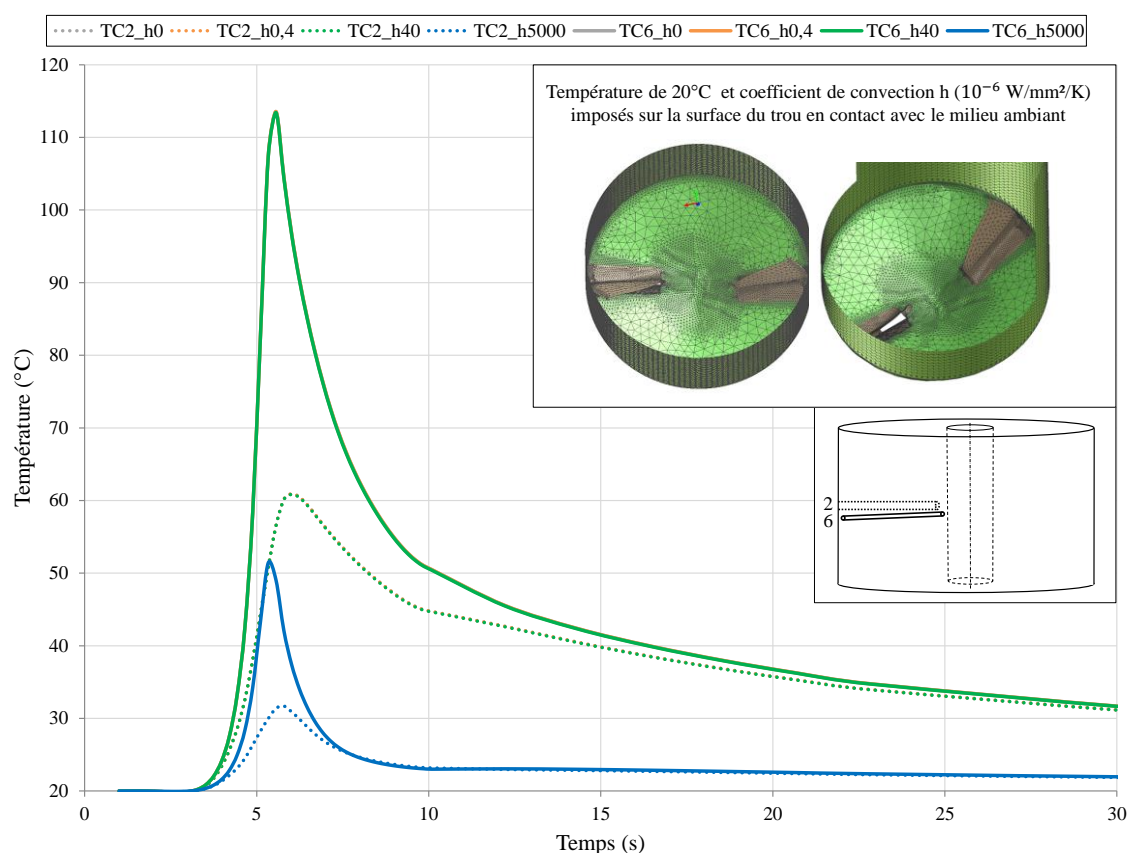 TC2_h0 TC2_h0,4 TC2_h40 TC2_h5000 TC6_h0 TC6_h0,4 TC6_h40 TC6_h5000
120
110
100
90
80
70
60
50
40
30
20
Température (°C)
Température de 20°C et coefficient de convection h (10⁻⁶ W/mm²/K)
imposés sur la surface du trou en contact avec le milieu ambiant
2
6
0 5 10 15 20 25 30
Temps (s)